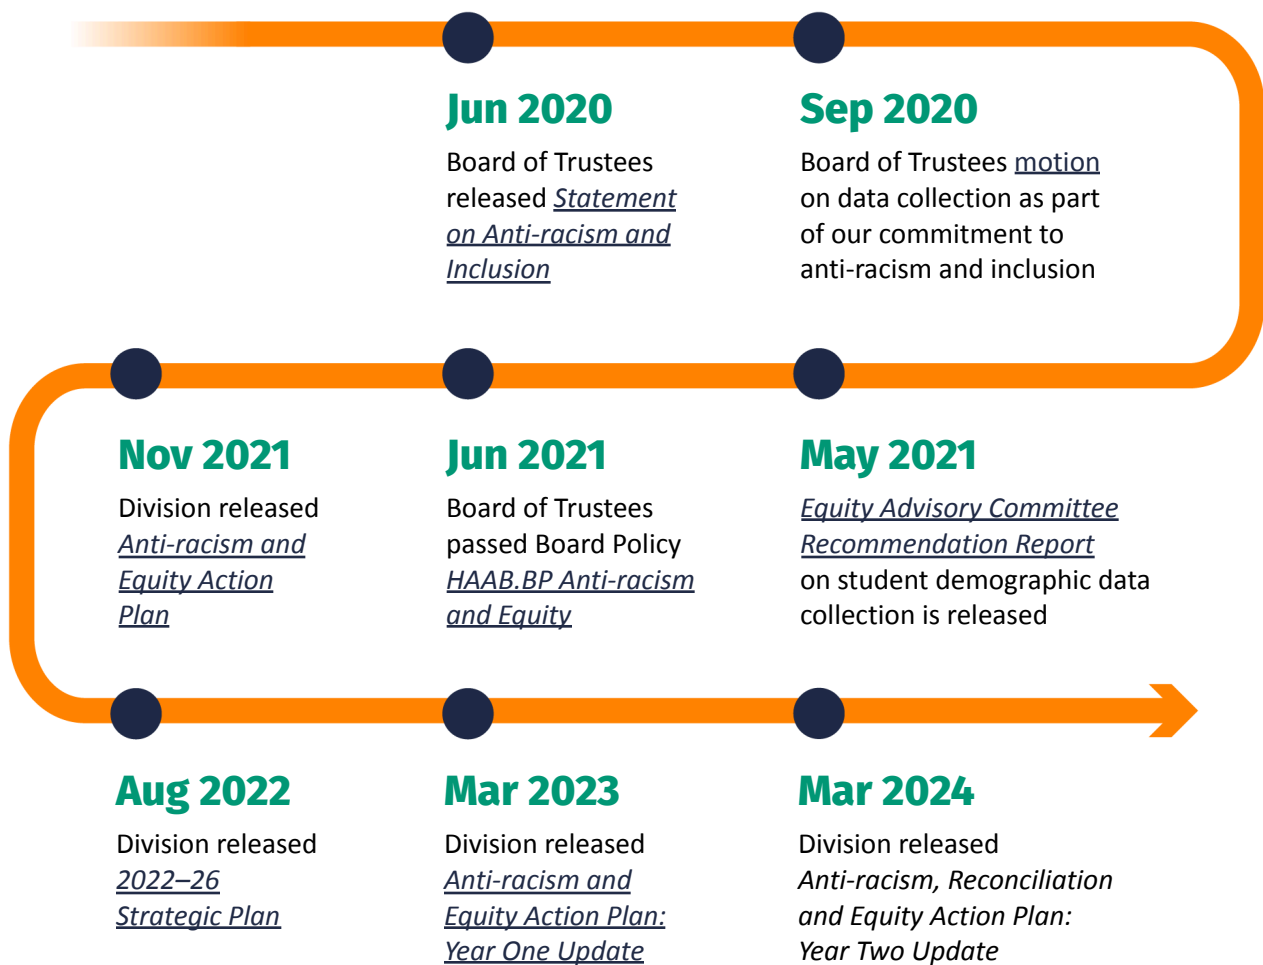 Jun 2020
Board of Trustees
released Statement
on Anti-racism and
Inclusion
Sep 2020
Board of Trustees motion
on data collection as part
of our commitment to
anti-racism and inclusion
May 2021
Equity Advisory Committee
Recommendation Report
on student demographic data
collection is released
Jun 2021
Board of Trustees
passed Board Policy
HAAB.BP Anti-racism
and Equity
Nov 2021
Division released
Anti-racism and
Equity Action
Plan
Aug 2022
Division released
2022–26
Strategic Plan
Mar 2023
Division released
Anti-racism and
Equity Action Plan:
Year One Update
Mar 2024
Division released
Anti-racism, Reconciliation
and Equity Action Plan:
Year Two Update